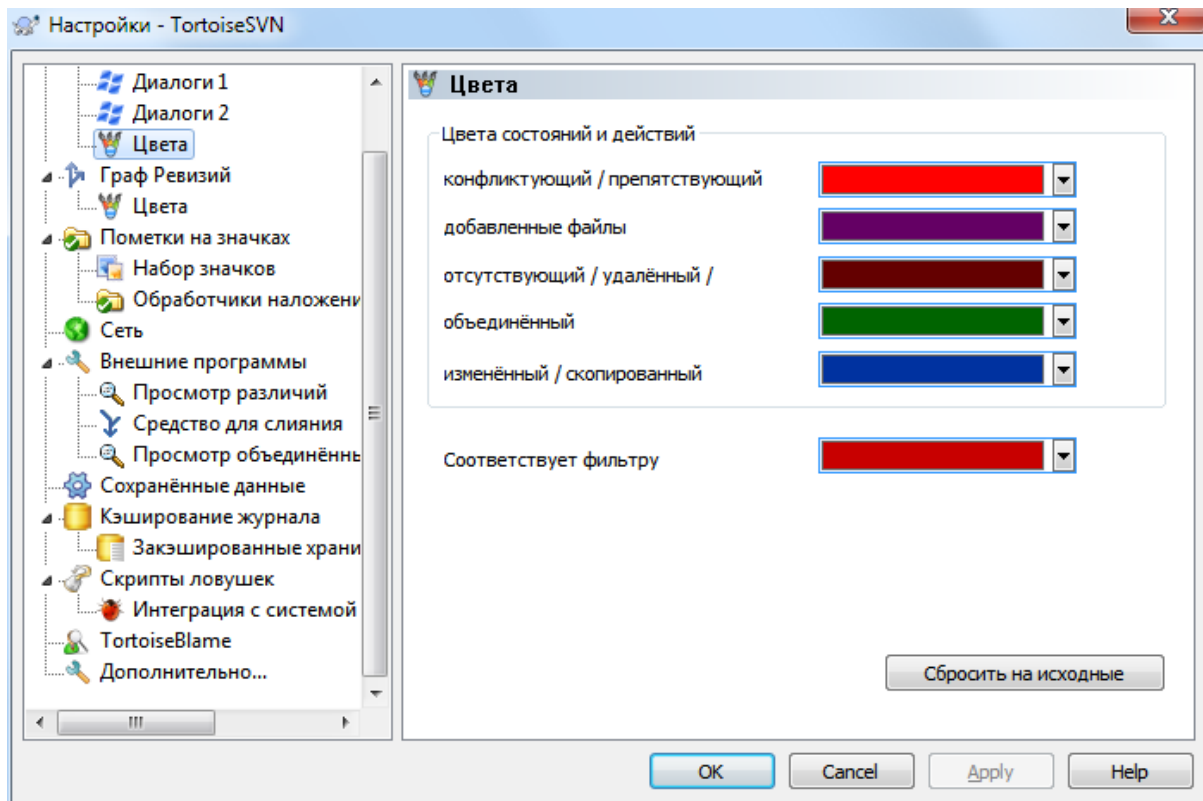 Настройки - TortoiseSVN
Диалоги 1
Диалоги 2
Цвета
Граф Ревизий
Цвета
Пометки на значках
Набор значков
Обработчики наложени
Сеть
Внешние программы
Просмотр различий
Средство для слияния
Просмотр объединённь
Сохранённые данные
Кэширование журнала
Закэшированные храни
Скрипты ловушек
Интеграция с системой
TortoiseBlame
Дополнительно...
Цвета
Цвета состояний и действий
конфликтующий / препятствующий
добавленные файлы
отсутствующий / удалённый /
объединённый
изменённый / скопированный
Соответствует фильтру
Сбросить на исходные
OK
Cancel
Apply
Help